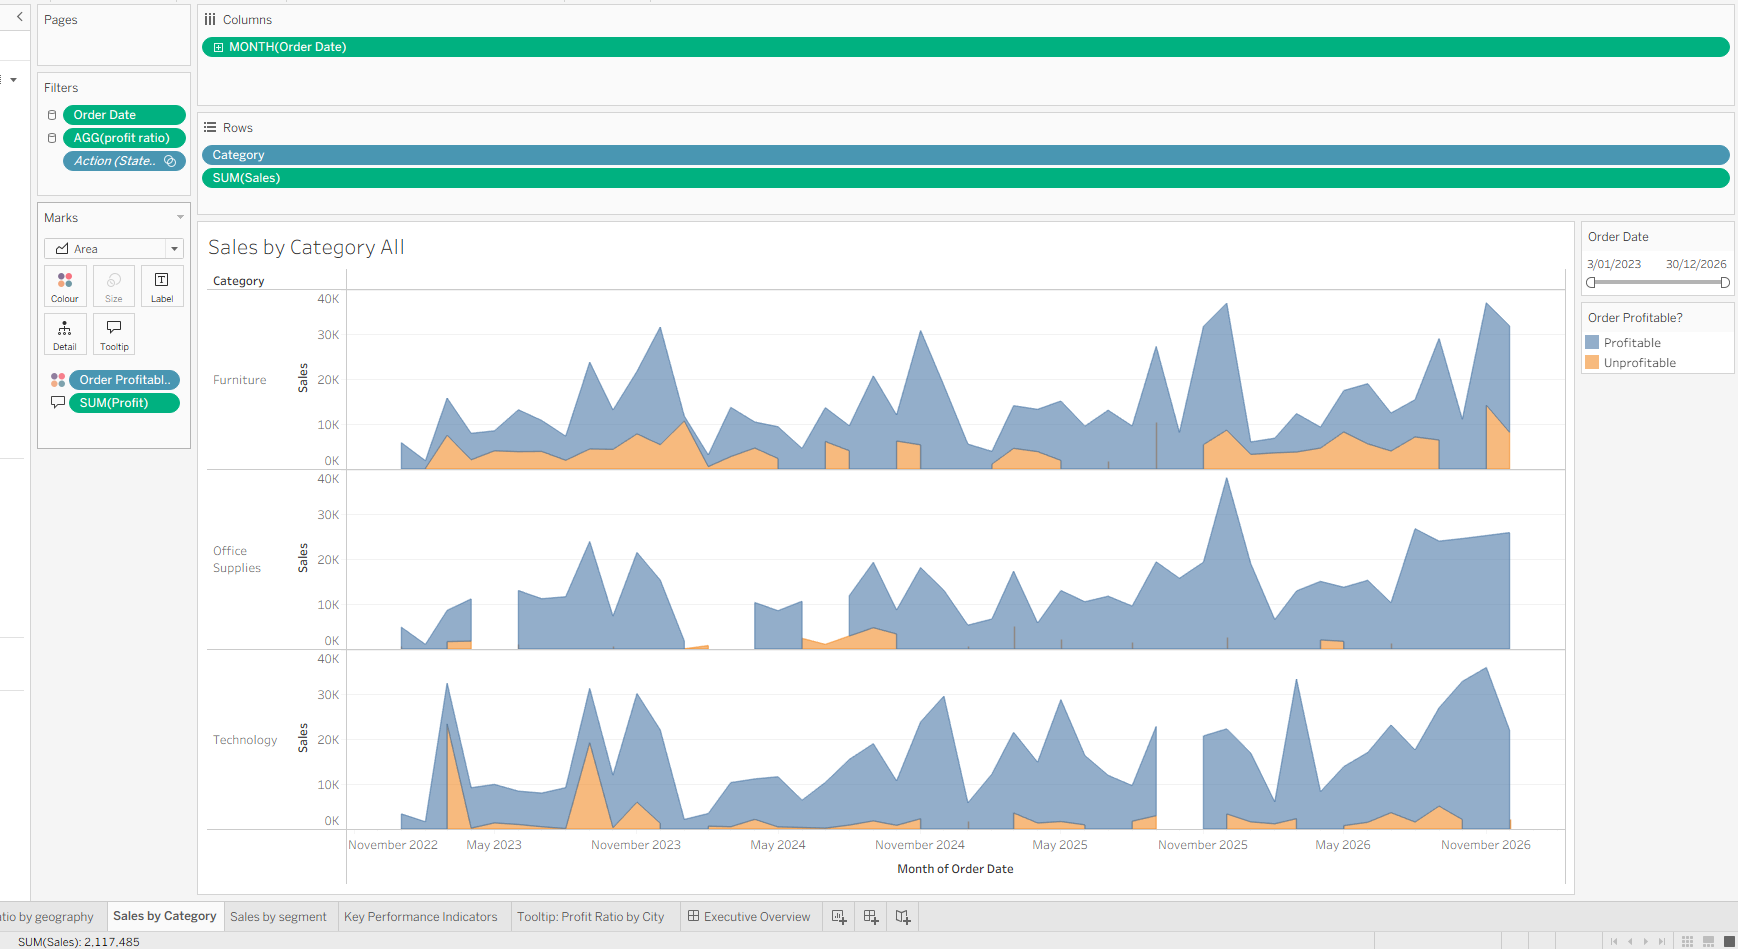 Pages
Columns
MONTH(Order Date)
Filters
Order Date
AGG(profit ratio)
Action (State..
Rows
Category
SUM(Sales)
Marks
Area
Colour
Size
Label
Detail
Tooltip
Order Profitabl..
SUM(Profit)
Sales by Category All
Category
Furniture
Sales
40K
30K
20K
10K
0K
Office
Supplies
Sales
40K
30K
20K
10K
0K
Technology
Sales
40K
30K
20K
10K
0K
November 2022 May 2023 November 2023 May 2024 November 2024 May 2025 November 2025 May 2026 November 2026
Month of Order Date
Order Date
3/01/2023 30/12/2026
Order Profitable?
Profitable
Unprofitable
tio by geography Sales by Category Sales by segment Key Performance Indicators Tooltip: Profit Ratio by City Executive Overview
SUM(Sales): 2,117,485